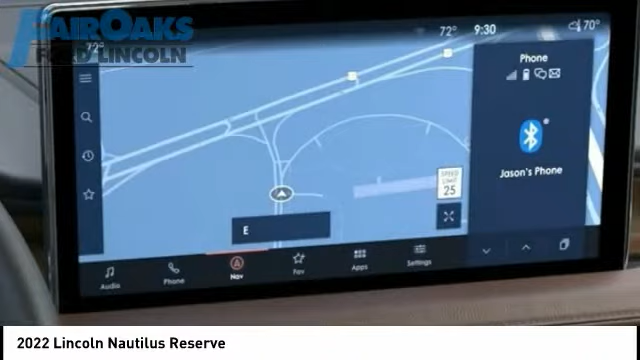 FAIROAKS
FORD LINCOLN
72°
72°
9:30
70°
Phone
Jason's Phone
SPEED
LIMIT
25
E
Audio
Phone
Nav
Fav
Apps
Settings
2022 Lincoln Nautilus Reserve